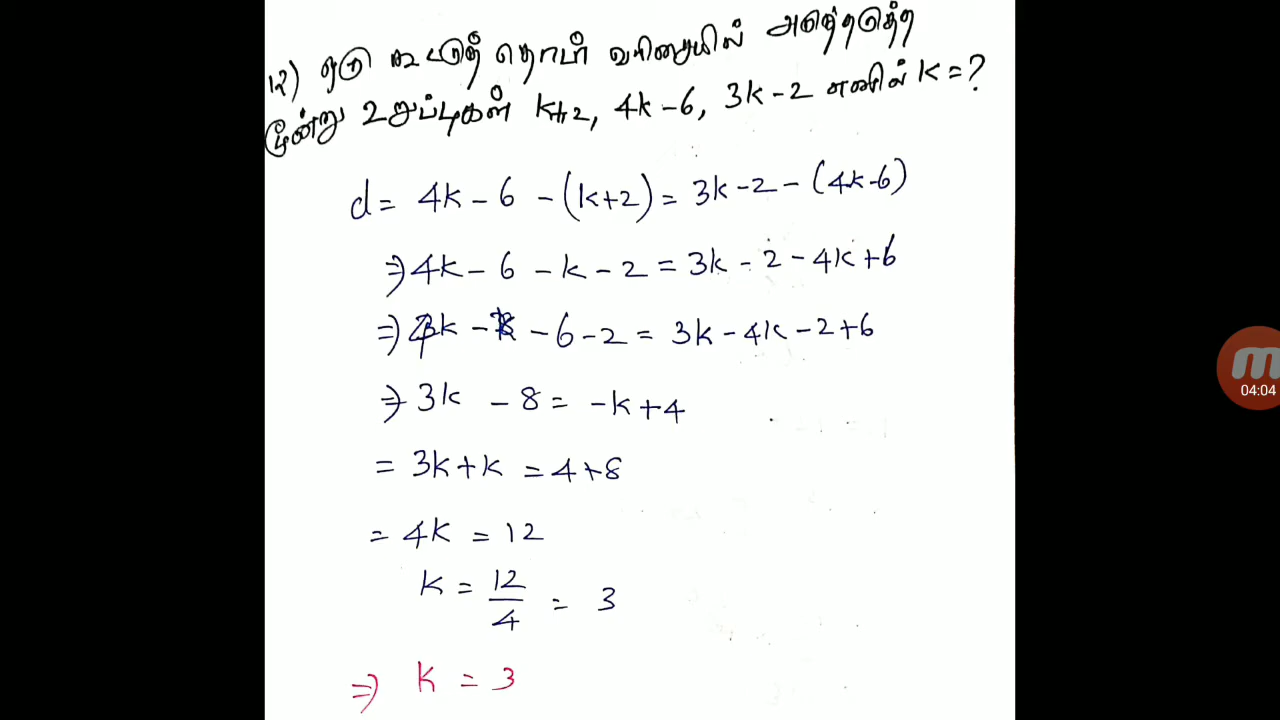 12) ஒரு கூட்டுத் தொடர் வரிசையில் அடுத்தடுத்த
மூன்று உறுப்புகள் k+2, 4k-6, 3k-2 எனில் k=?
d = 4k - 6 - (k+2) = 3k - 2 - (4k-6)
⇒ 4k - 6 - k - 2 = 3k - 2 - 4k + 6
⇒ 4k - k - 6 - 2 = 3k - 4k - 2 + 6
⇒ 3k - 8 = -k + 4
= 3k + k = 4 + 8
= 4k = 12
k = 12/4 = 3
⇒ k = 3
04:04